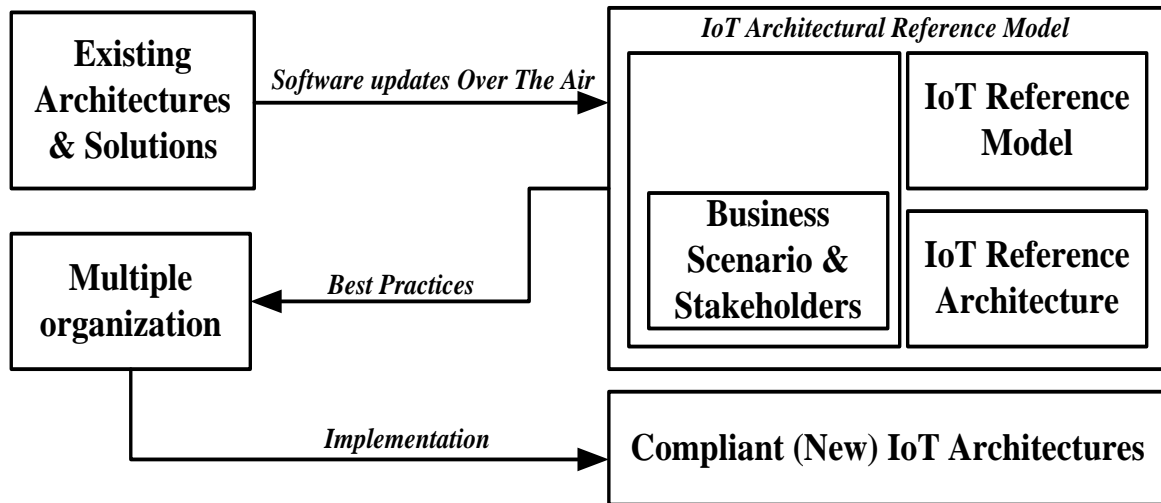 Existing
Architectures
& Solutions
Software updates Over The Air
IoT Architectural Reference Model
IoT Reference
Model
Business
Scenario &
Stakeholders
IoT Reference
Architecture
Multiple
organization
Best Practices
Implementation
Compliant (New) IoT Architectures